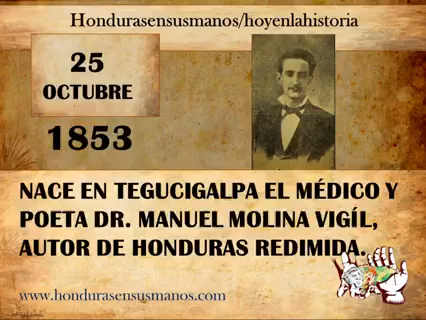 Hondurasensusmanos/hoyenlahistoria
25
OCTUBRE
1853
NACE EN TEGUCIGALPA EL MÉDICO Y
POETA DR. MANUEL MOLINA VIGÍL,
AUTOR DE HONDURAS REDIMIDA.
www.hondurasensusmanos.com